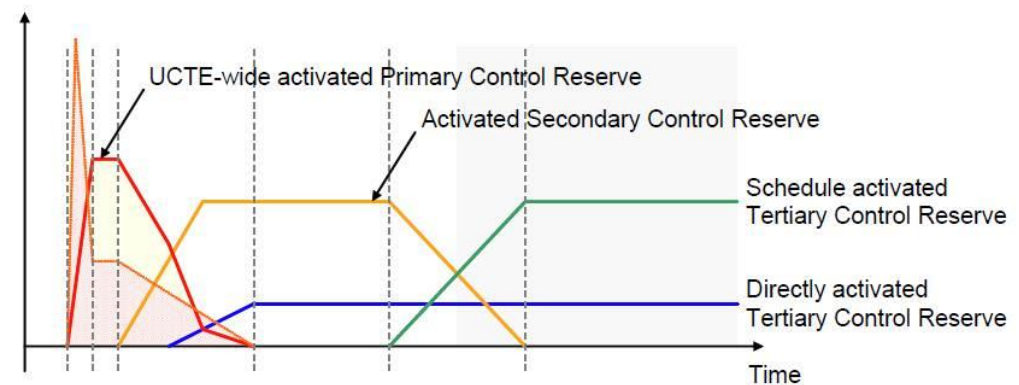 UCTE-wide activated Primary Control Reserve
Activated Secondary Control Reserve
Schedule activated
Tertiary Control Reserve
Directly activated
Tertiary Control Reserve
Time